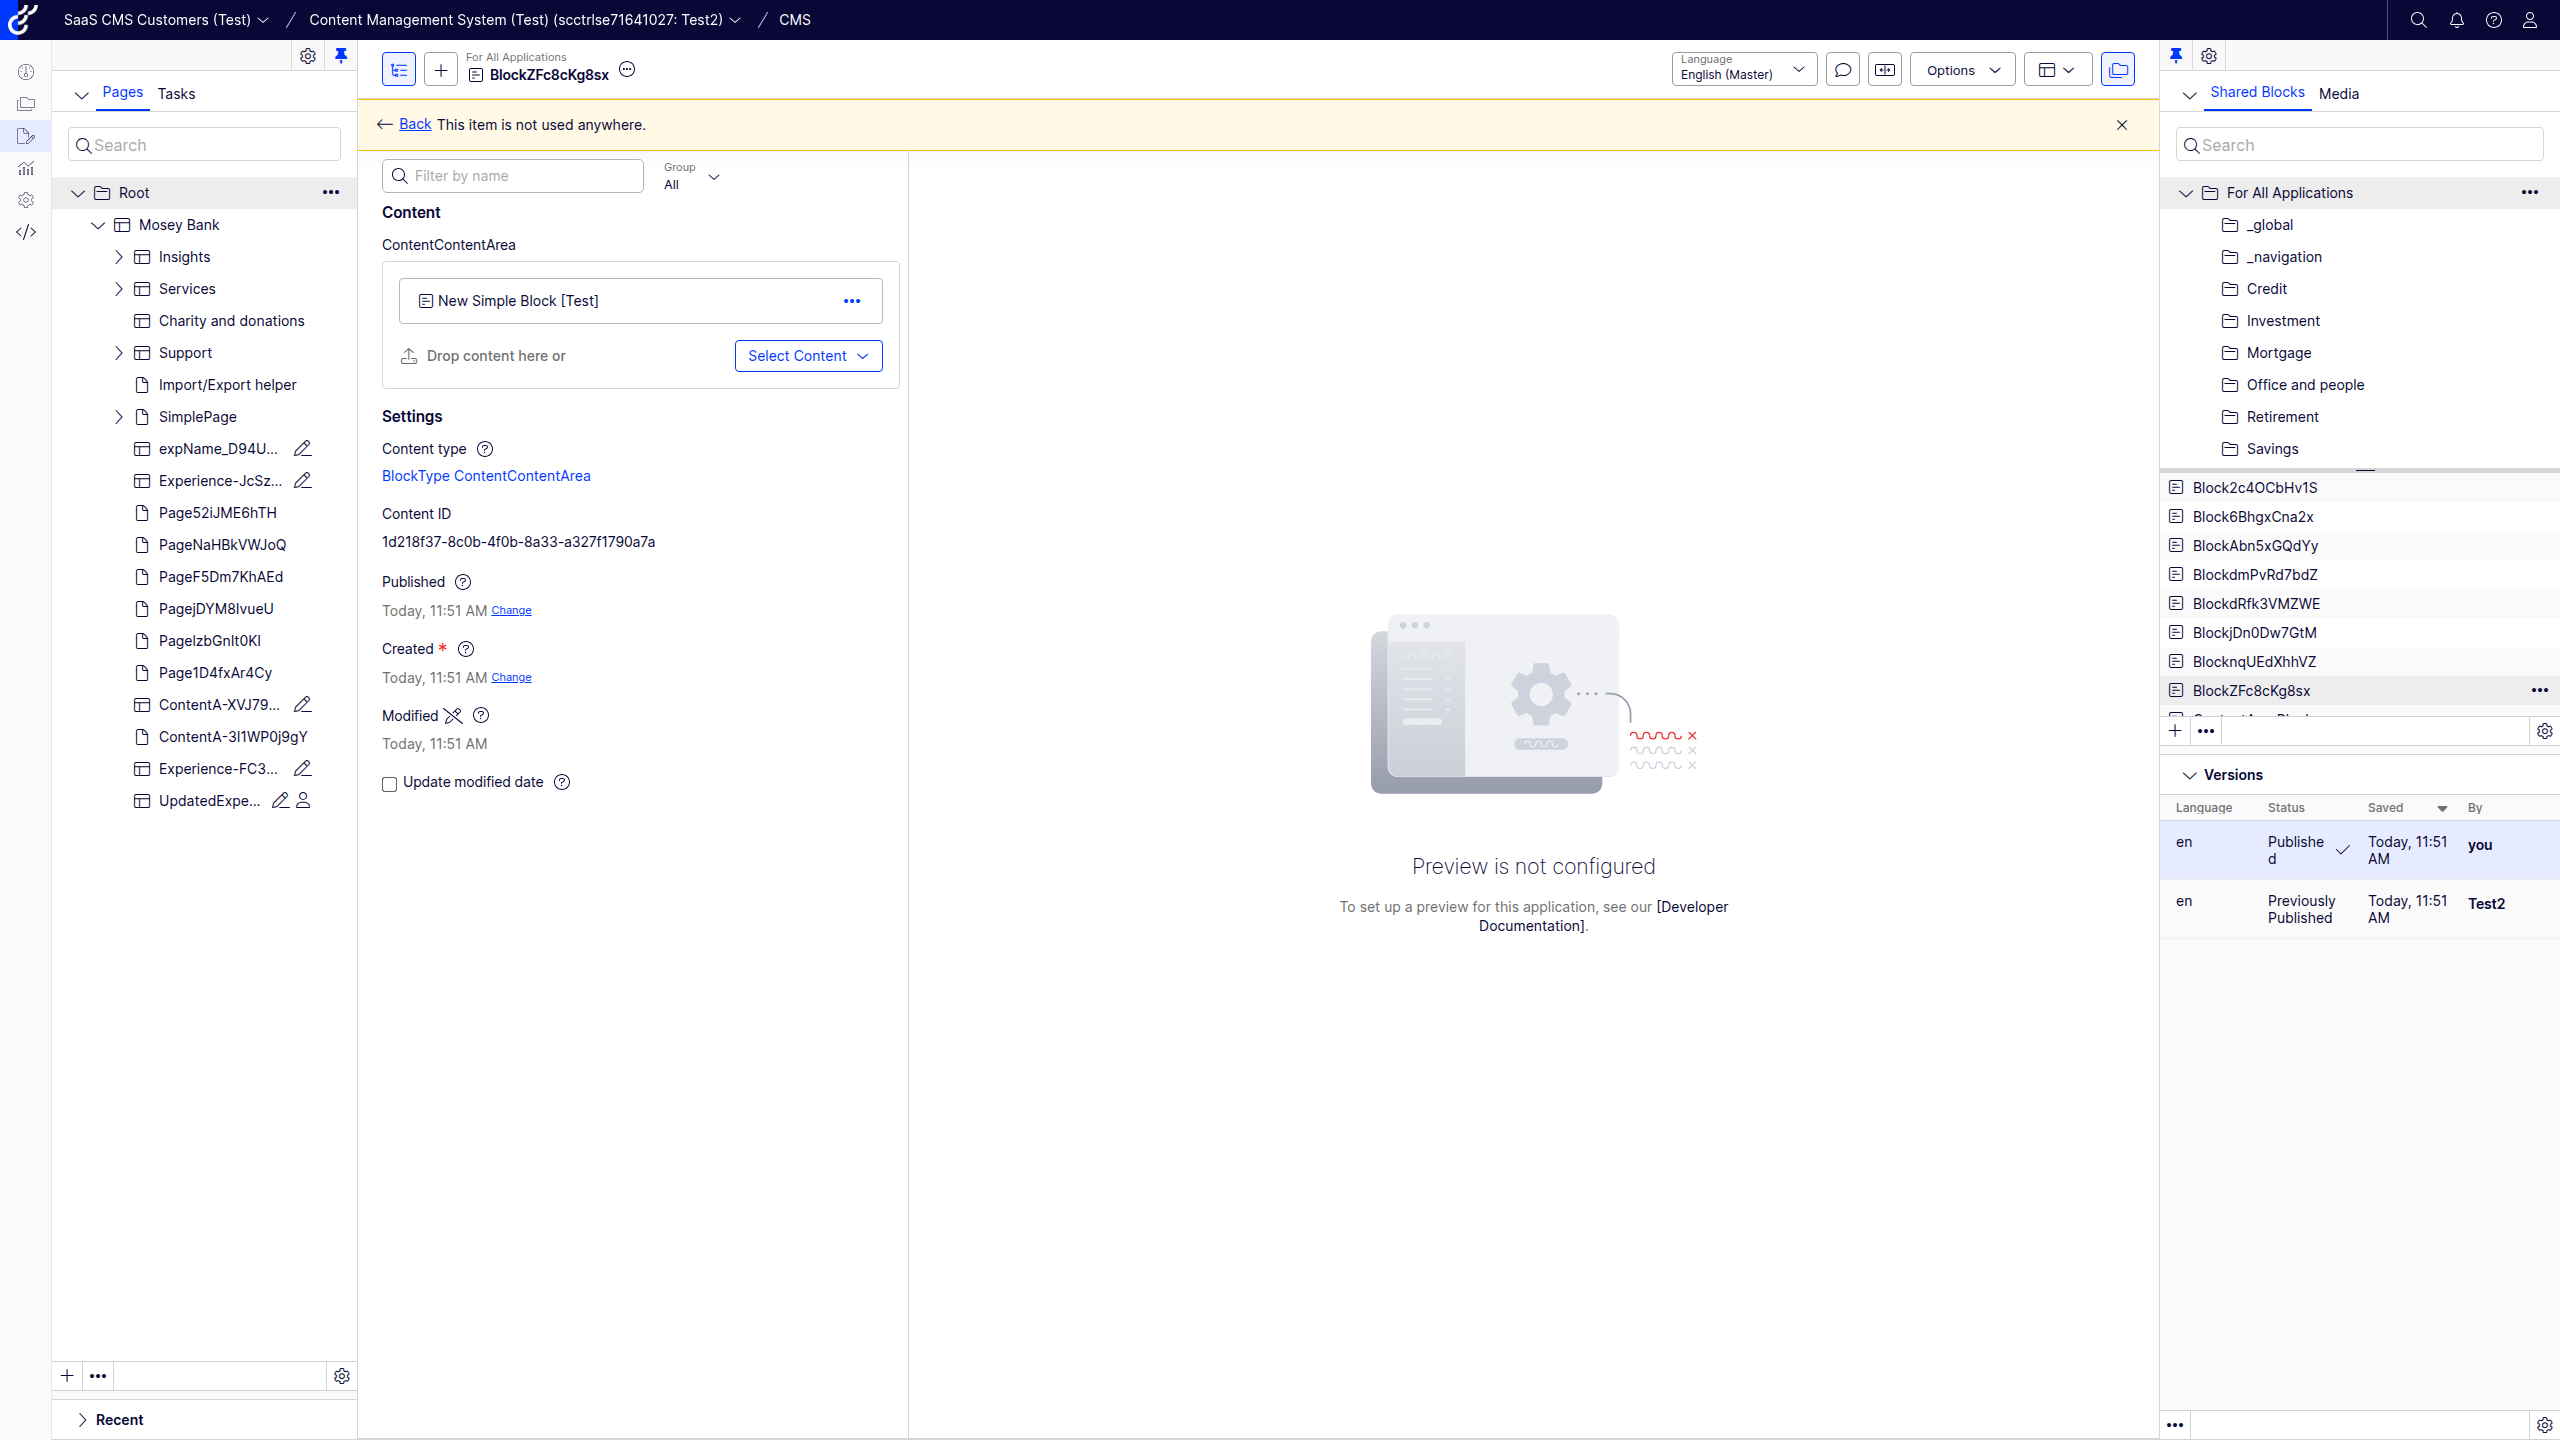 SaaS CMS Customers (Test)
Content Management System (Test) (scctrlse71641027: Test2)
CMS
Pages
Tasks
Search
Root
Mosey Bank
Insights
Services
Charity and donations
Support
Import/Export helper
SimplePage
expName_D94U...
Experience-JcSz...
Page52iJME6hTH
PageNaHBkVWJoQ
PageF5Dm7KhAEd
PagejDYM8IvueU
PageIzbGnIt0KI
Page1D4fxAr4Cy
ContentA-XVJ79...
ContentA-3I1WP0j9gY
Experience-FC3...
UpdatedExpe...
Recent
For All Applications
BlockZFc8cKg8sx
Language
English (Master)
Options
Back This item is not used anywhere.
Filter by name
Group
All
Content
ContentContentArea
New Simple Block [Test]
Drop content here or
Select Content
Settings
Content type
BlockType ContentContentArea
Content ID
1d218f37-8c0b-4f0b-8a33-a327f1790a7a
Published
Today, 11:51 AM Change
Created *
Today, 11:51 AM Change
Modified
Today, 11:51 AM
Update modified date
Preview is not configured
To set up a preview for this application, see our [Developer
Documentation].
Shared Blocks
Media
Search
For All Applications
_global
_navigation
Credit
Investment
Mortgage
Office and people
Retirement
Savings
Block2c4OCbHv1S
Block6BhgxCna2x
BlockAbn5xGQdYy
BlockdmPvRd7bdZ
BlockdRfk3VMZWE
BlockjDn0Dw7GtM
BlocknqUEdXhhVZ
BlockZFc8cKg8sx
Versions
Language Status Saved By
en Publishe
d Today, 11:51
AM you
en Previously
Published Today, 11:51
AM Test2